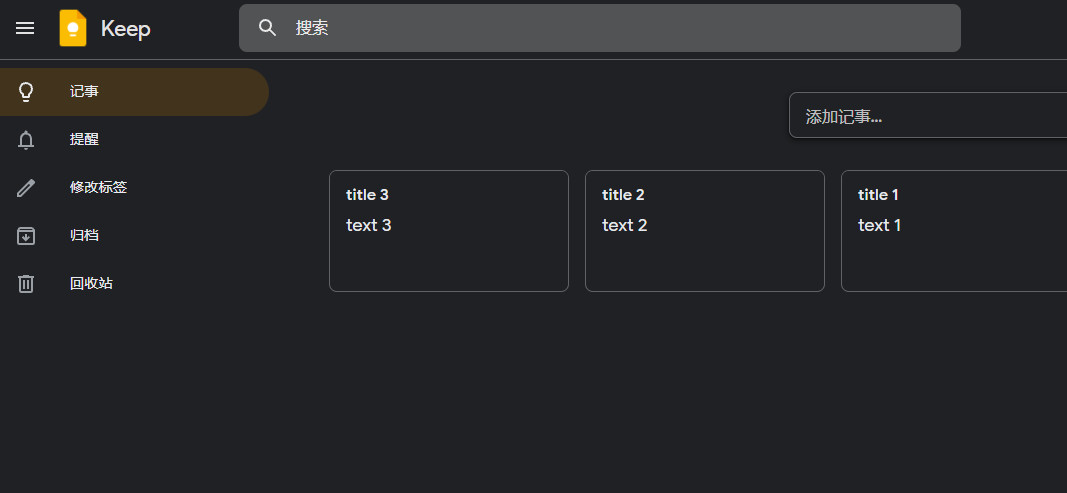 Keep
搜索
记事
提醒
修改标签
归档
回收站
添加记事...
title 3
text 3
title 2
text 2
title 1
text 1